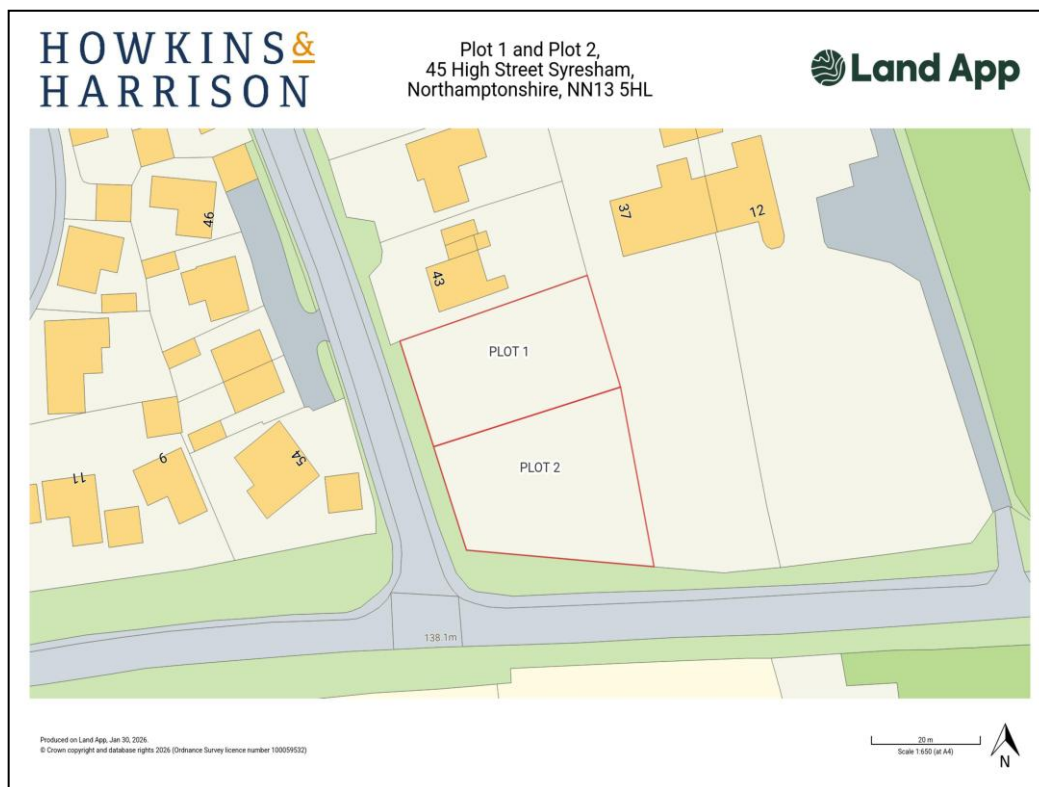 HOWKINS &
HARRISON
Plot 1 and Plot 2,
45 High Street Syresham,
Northamptonshire, NN13 5HL
Land App
46
43
37
12
PLOT 1
PLOT 2
54
9
11
138.1m
Produced on Land App, Jan 30, 2026.
© Crown copyright and database rights 2026 (Ordnance Survey licence number 100059532)
20 m
Scale 1:650 (at A4)
N